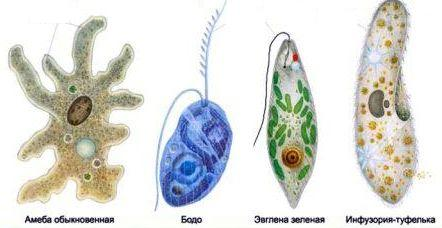 Амеба обыкновенная
Бодо
Эвглена зеленая
Инфузория-туфелька